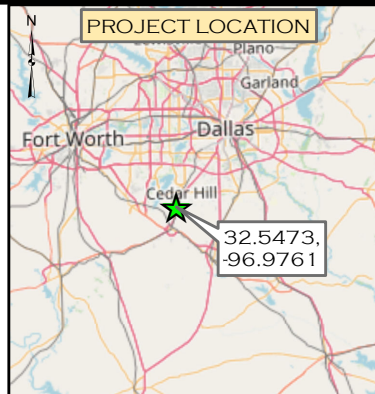 PROJECT LOCATION
N
Plano
Garland
Fort Worth
Dallas
Cedar Hill
32.5473,
-96.9761